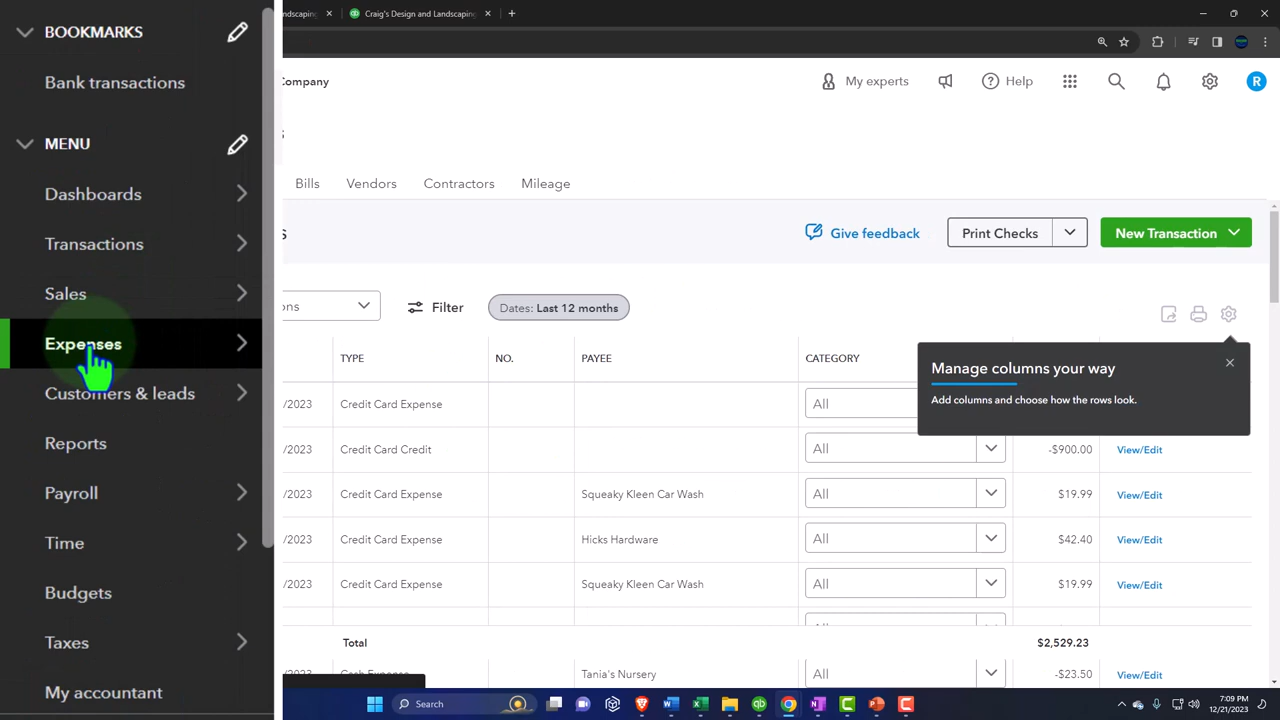 BOOKMARKS
Bank transactions
MENU
Dashboards
Transactions
Sales
Expenses
Customers & leads
Reports
Payroll
Time
Budgets
Taxes
My accountant
Craig's Design and Landscaping
Company
My experts
Help
R
Bills Vendors Contractors Mileage
Give feedback Print Checks New Transaction
Filter Dates: Last 12 months
TYPE NO. PAYEE CATEGORY
Manage columns your way
Add columns and choose how the rows look.
/2023 Credit Card Expense All
/2023 Credit Card Credit All -$900.00 View/Edit
/2023 Credit Card Expense Squeaky Kleen Car Wash All $19.99 View/Edit
/2023 Credit Card Expense Hicks Hardware All $42.40 View/Edit
/2023 Credit Card Expense Squeaky Kleen Car Wash All $19.99 View/Edit
Total $2,529.23
/2023 Cash Expense Tania's Nursery All -$23.50 View/Edit
Search
7:09 PM
12/21/2023